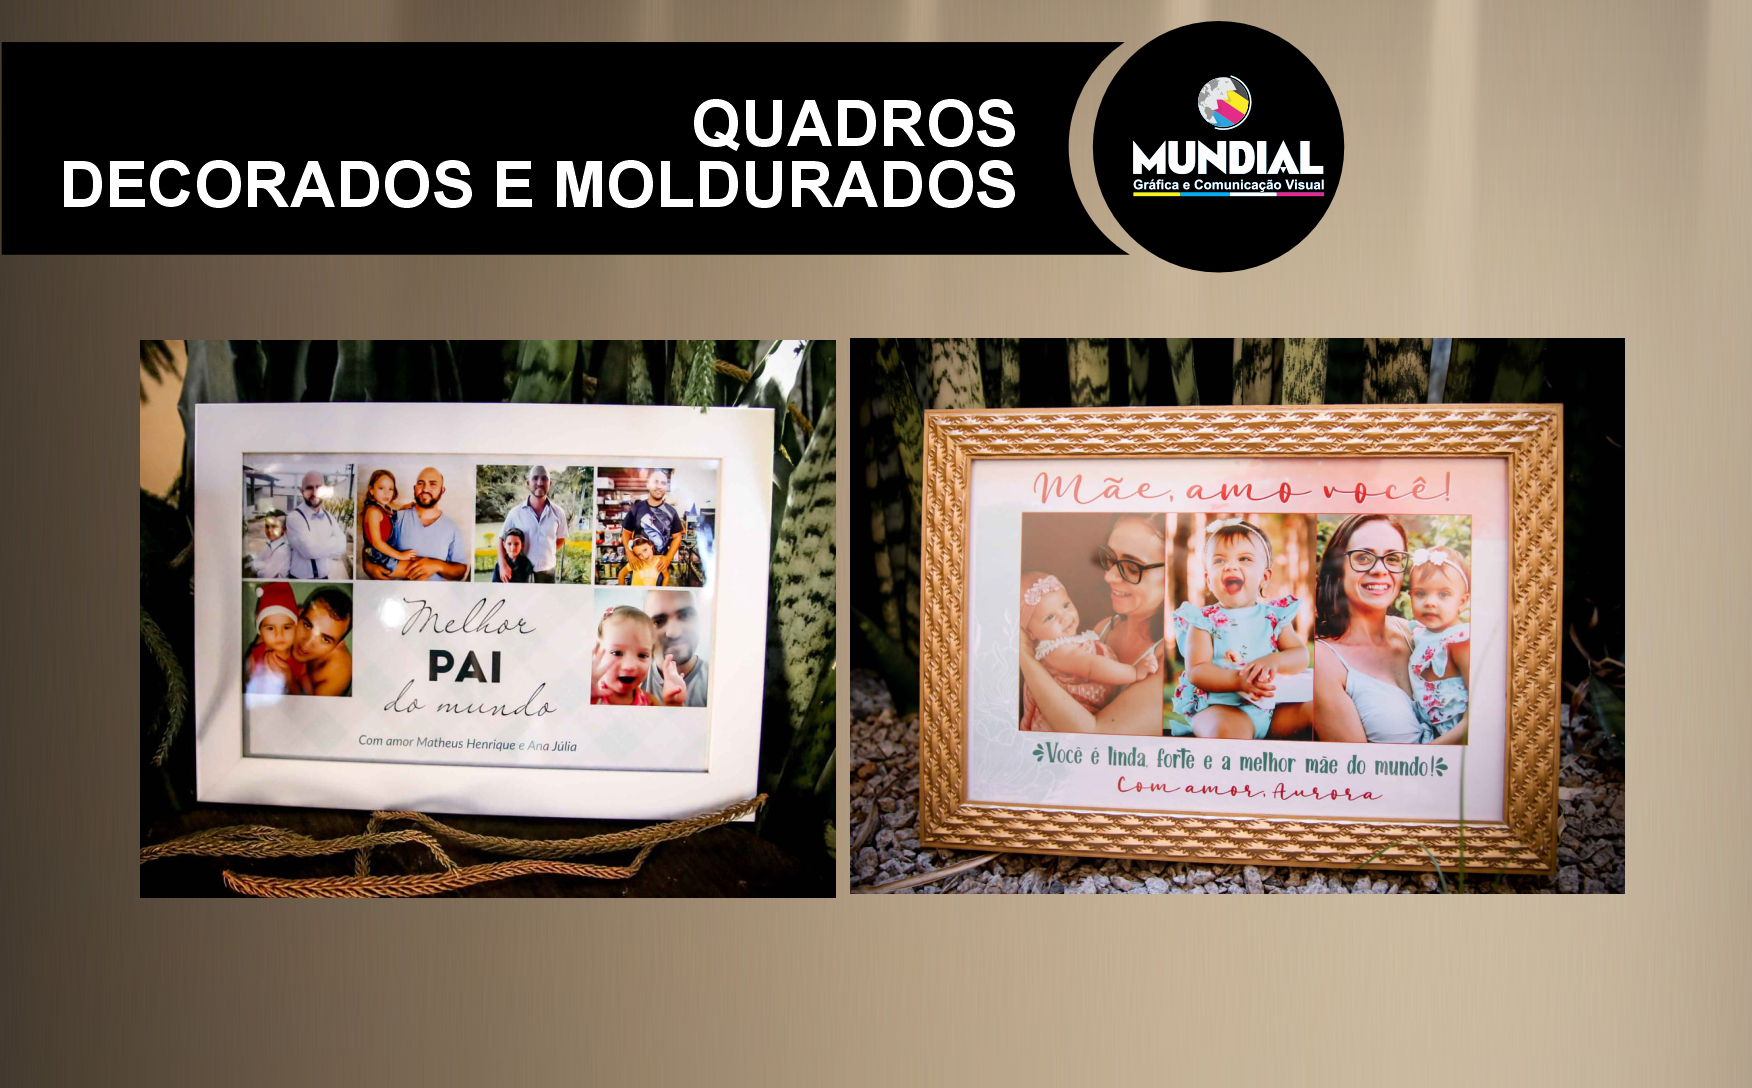 QUADROS
DECORADOS E MOLDURADOS
MUNDIAL
Gráfica e Comunicação Visual
Melhor
PAI
do mundo
Com amor Matheus Henrique e Ana Júlia
Mãe, amo você!
Você é linda, forte e a melhor mãe do mundo!
Com amor, Aurora